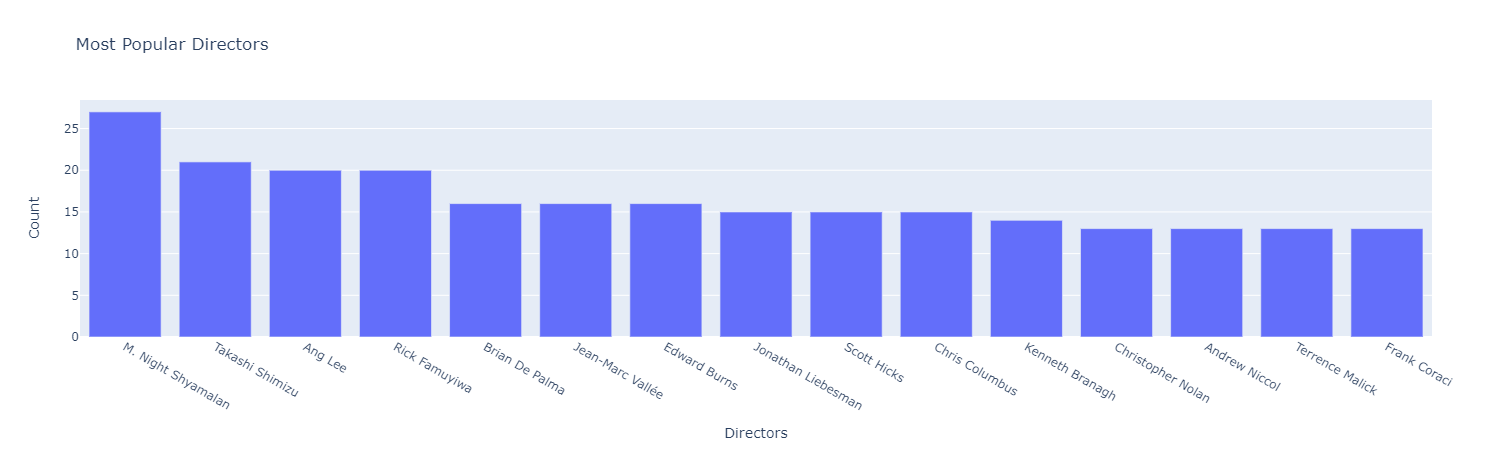 Most Popular Directors
Count
25
20
15
10
5
0
M. Night Shyamalan
Takashi Shimizu
Ang Lee
Rick Famuyiwa
Brian De Palma
Jean-Marc Vallée
Edward Burns
Jonathan Liebesman
Scott Hicks
Chris Columbus
Kenneth Branagh
Christopher Nolan
Andrew Niccol
Terrence Malick
Frank Coraci
Directors